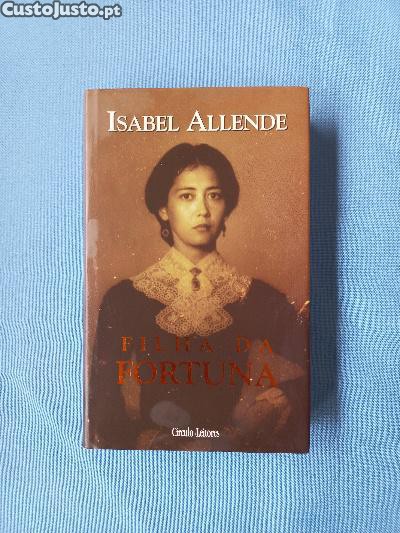 CustoJusto.pt
ISABEL ALLENDE
FILHA DA
FORTUNA
Círculo Leitores